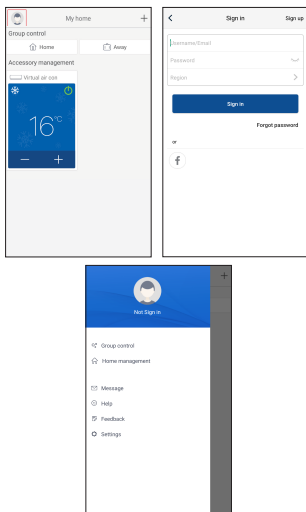 My home +
Group control
Home Away
Accessory management
Virtual air con
16°C
− +
Sign in Sign up
Username/Email
Password
Region
Sign in
Forgot password
or
f
+
Not Sign in
Group control
Home management
Message
Help
Feedback
Settings